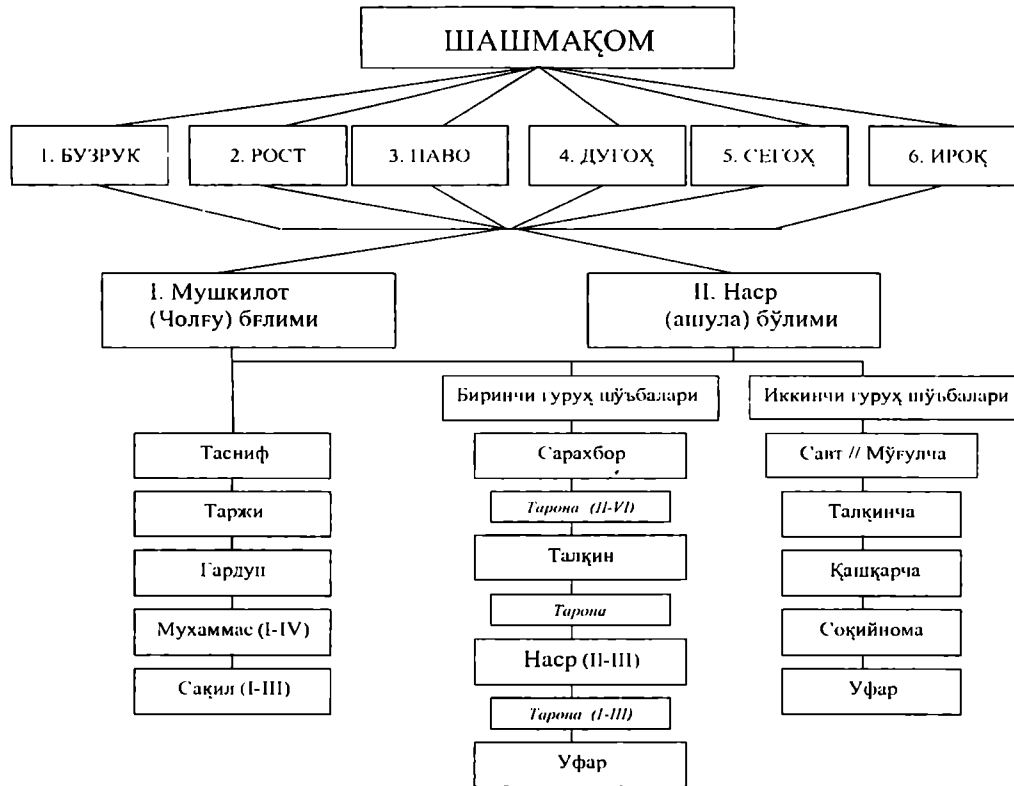 ШАШМАҚОМ
1. БУЗРУК
2. РОСТ
3. НАВО
4. ДУГОҲ
5. СЕГОҲ
6. ИРОҚ
I. Мушкилот
(Чолғу) бғлими
II. Наср
(ашула) бўлими
Биринчи гуруҳ шўъбалари
Иккинчи гуруҳ шўъбалари
Тасниф
Таржи
Гардун
Мухаммас (I-IV)
Сақил (I-III)
Сарахбор
Тарона (II-VI)
Талқин
Тарона
Наср (II-III)
Тарона (I-III)
Уфар
Савт // Мўғулча
Талқинча
Қашқарча
Соқийнома
Уфар